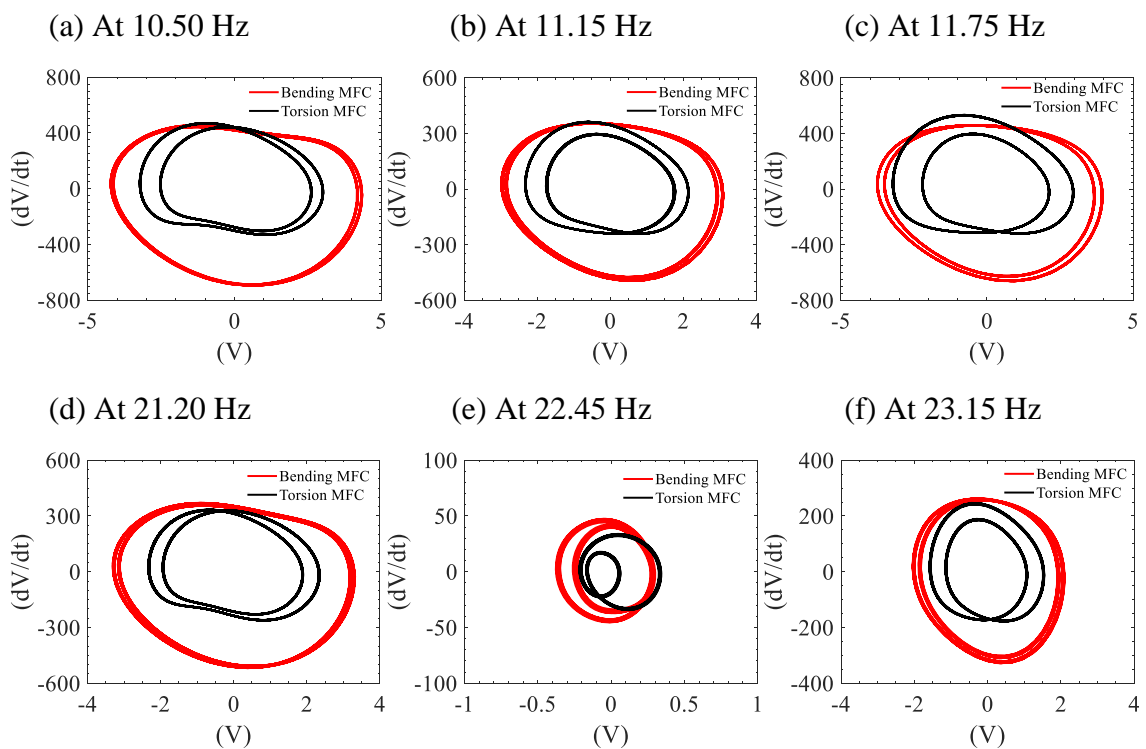 (a) At 10.50 Hz
(b) At 11.15 Hz
(c) At 11.75 Hz
800
400
0
-400
-800
-5
0
5
(dV/dt)
(V)
Bending MFC
Torsion MFC
600
300
0
-300
-600
-4
-2
0
2
4
(dV/dt)
(V)
Bending MFC
Torsion MFC
800
400
0
-400
-800
-5
0
5
(dV/dt)
(V)
Bending MFC
Torsion MFC
(d) At 21.20 Hz
(e) At 22.45 Hz
(f) At 23.15 Hz
600
300
0
-300
-600
-4
-2
0
2
4
(dV/dt)
(V)
Bending MFC
Torsion MFC
100
50
0
-50
-100
-1
-0.5
0
0.5
1
(dV/dt)
(V)
Bending MFC
Torsion MFC
400
200
0
-200
-400
-4
-2
0
2
4
(dV/dt)
(V)
Bending MFC
Torsion MFC